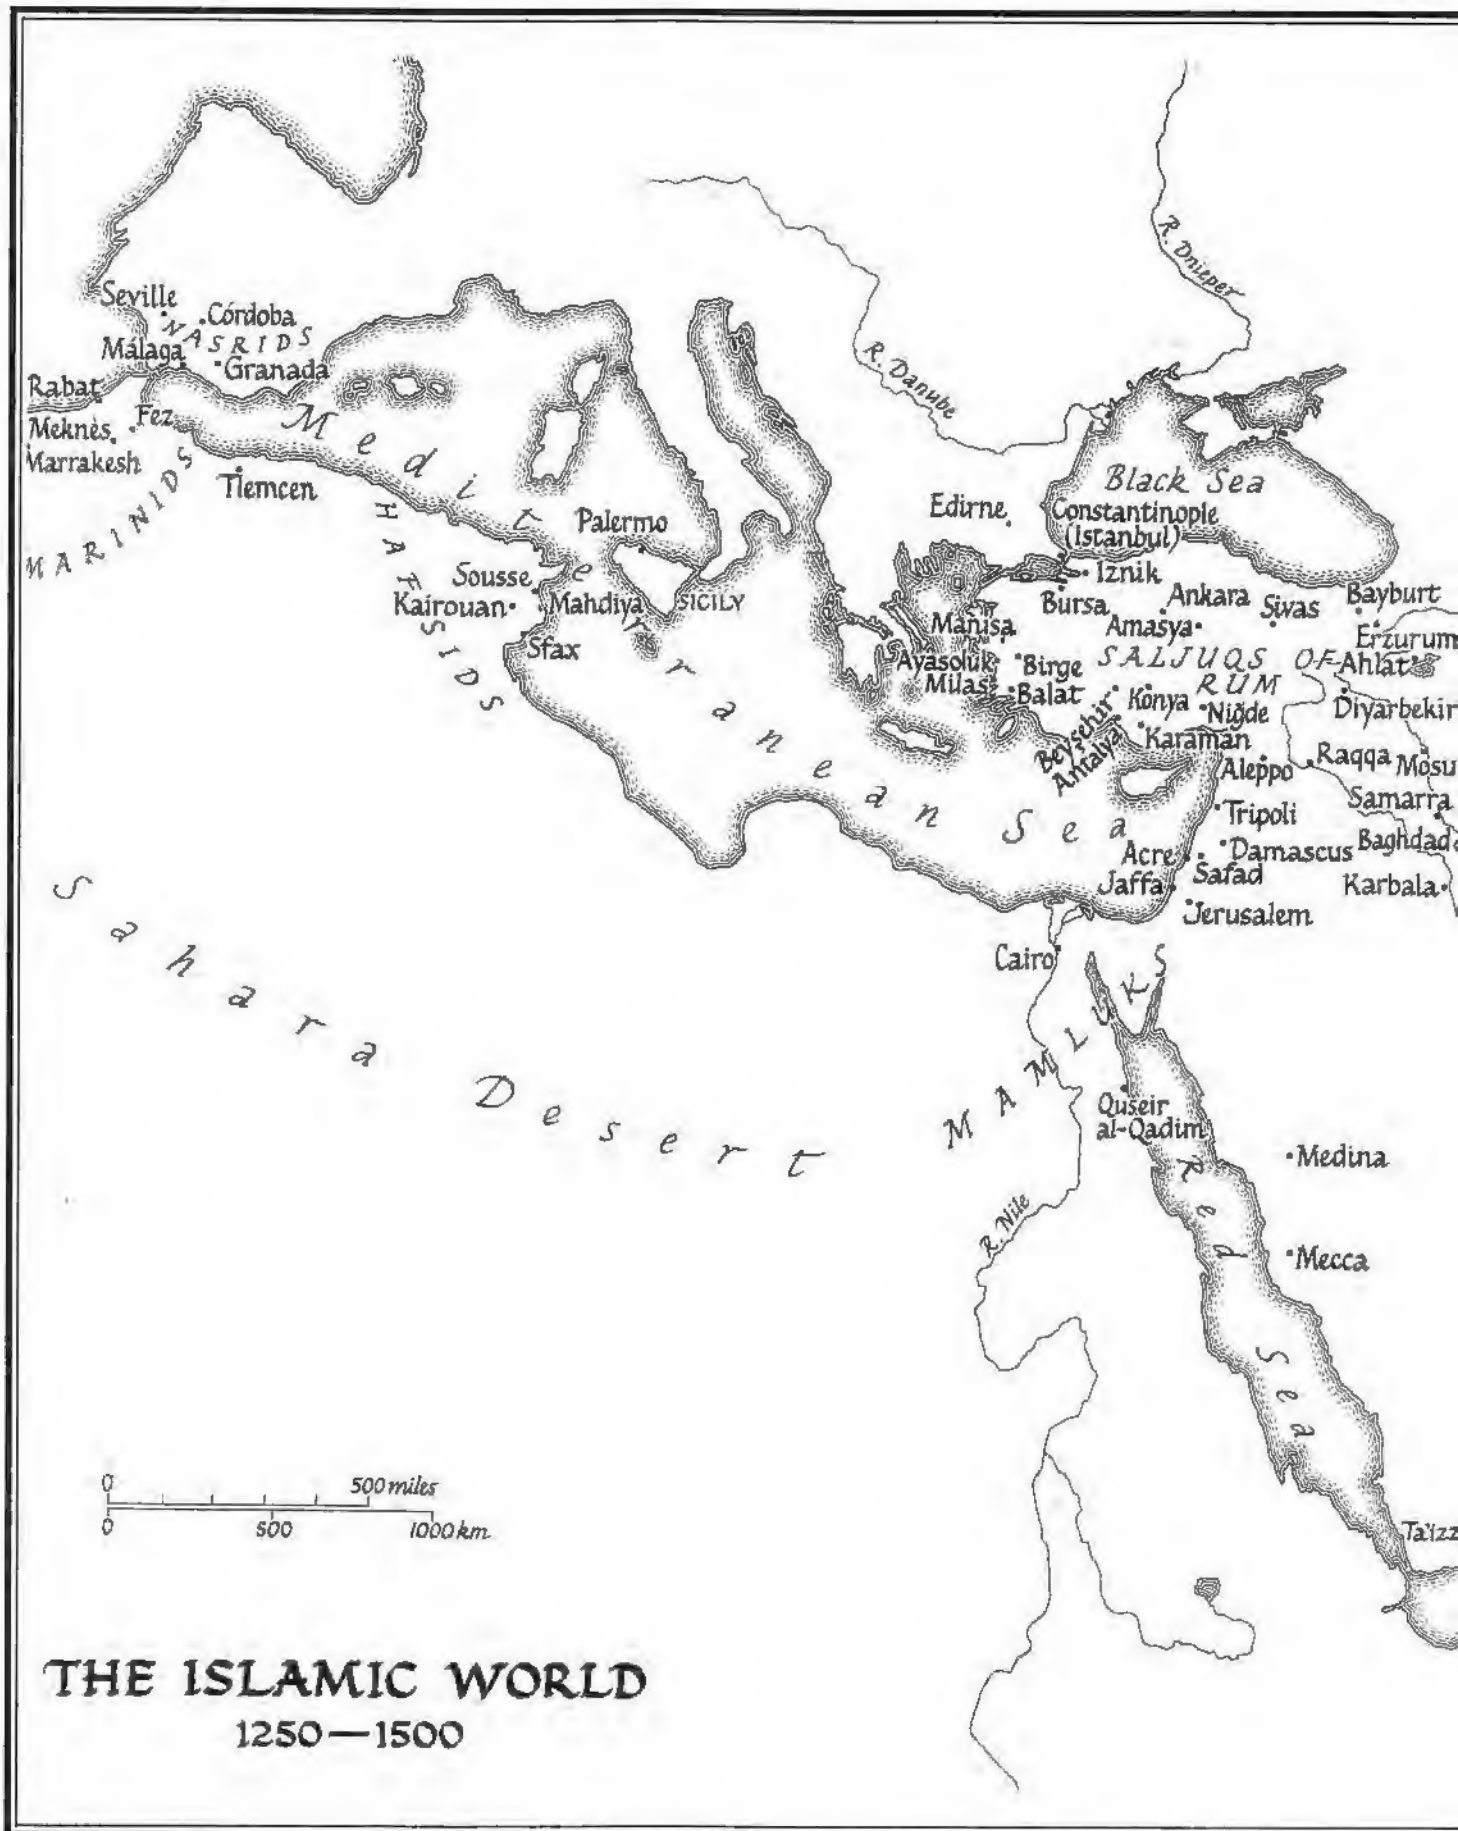 R. Dnieper
R. Danube
Seville
Córdoba
NASRIDS
Málaga
Granada
Rabat
Fez
Meknès
Marrakesh
MARINIDS
Tlemcen
HAFSIDS
Mediterranean Sea
Palermo
SICILY
Sousse
Kairouan
Mahdiya
Sfax
Black Sea
Edirne
Constantinople
(Istanbul)
Iznik
Bursa
Ankara
Sivas
Bayburt
Amasya
Erzurum
Manisa
Ayasoluk
Birge
SALJUQS OF
RUM
Ahlat
Milas
Balat
Konya
Niğde
Diyarbekir
Beyşehir
Antalya
Karaman
Aleppo
Raqqa
Mosu
Samarra
Tripoli
Damascus
Baghdad
Acre
Safad
Jaffa
Karbala
Jerusalem
Cairo
MAMLUKS
Sahara Desert
Quseir
al-Qadim
Medina
R. Nile
Mecca
Red Sea
Ta'izz
0 500 miles
0 500 1000 km
THE ISLAMIC WORLD
1250—1500